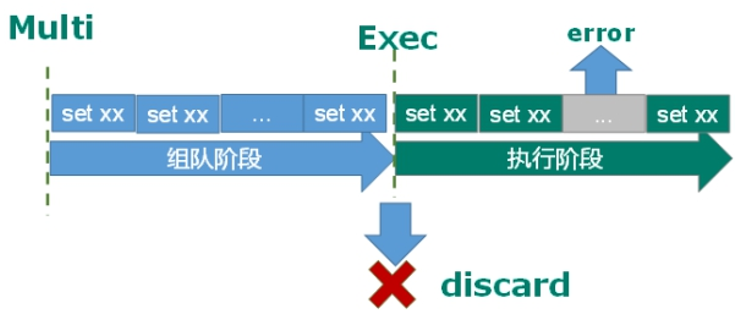 Multi
Exec
error
set xx
set xx
...
set xx
set xx
set xx
...
set xx
组队阶段
执行阶段
discard